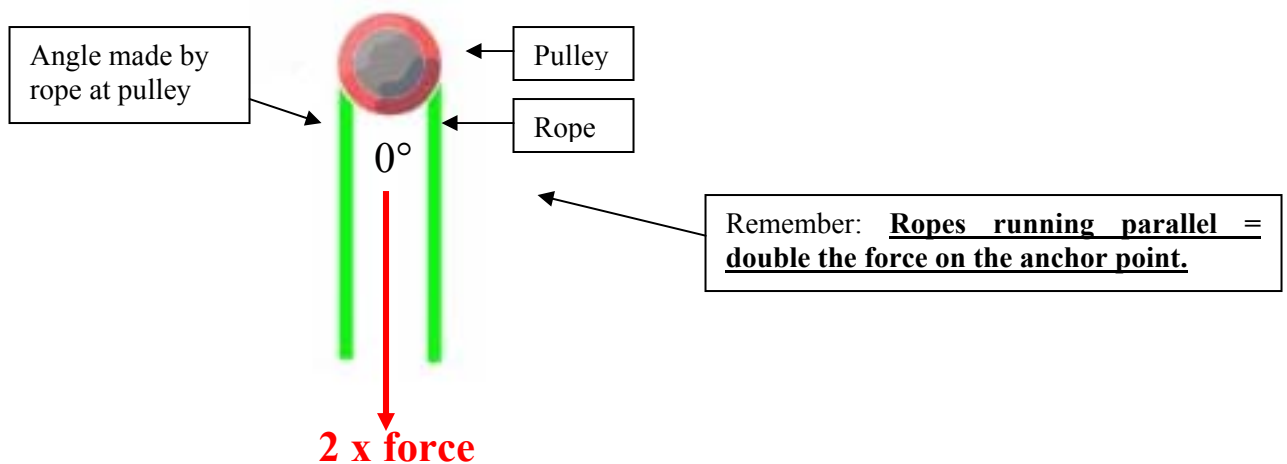 Angle made by
rope at pulley
Pulley
Rope
0°
Remember: Ropes running parallel =
double the force on the anchor point.
2 x force